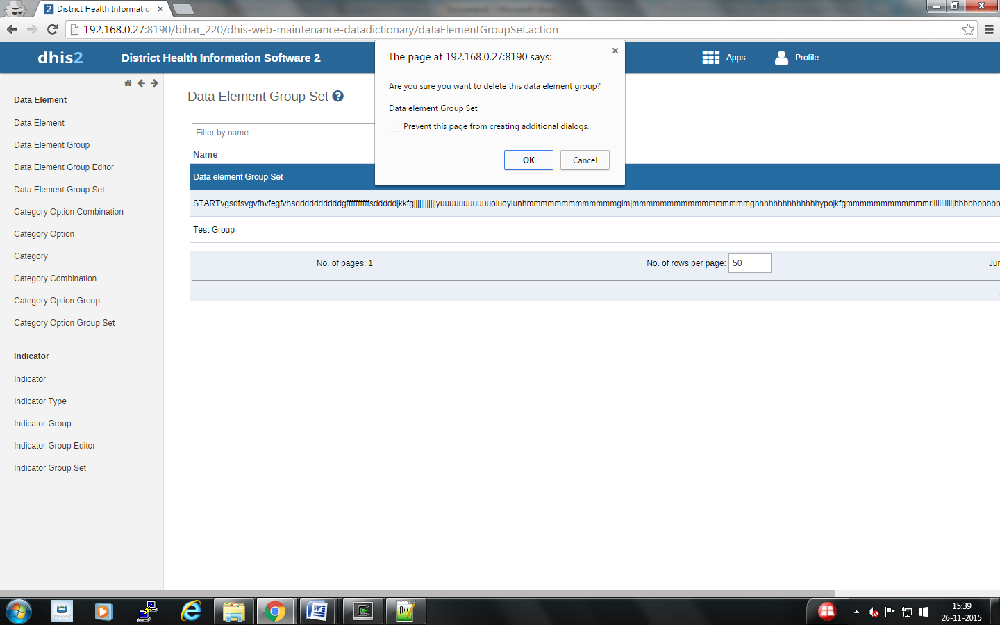 District Health Information
192.168.0.27:8190/bihar_220/dhis-web-maintenance-datadictionary/dataElementGroupSet.action
dhis2
District Health Information Software 2
Apps
Profile
The page at 192.168.0.27:8190 says:
Are you sure you want to delete this data element group?
Data element Group Set
Prevent this page from creating additional dialogs.
OK
Cancel
Data Element
Data Element
Data Element Group
Data Element Group Editor
Data Element Group Set
Category Option Combination
Category Option
Category
Category Combination
Category Option Group
Category Option Group Set
Indicator
Indicator
Indicator Type
Indicator Group
Indicator Group Editor
Indicator Group Set
Data Element Group Set
Filter by name
Name
Data element Group Set
Test Group
No. of pages: 1
No. of rows per page: 50
Jur
15:39
26-11-2015